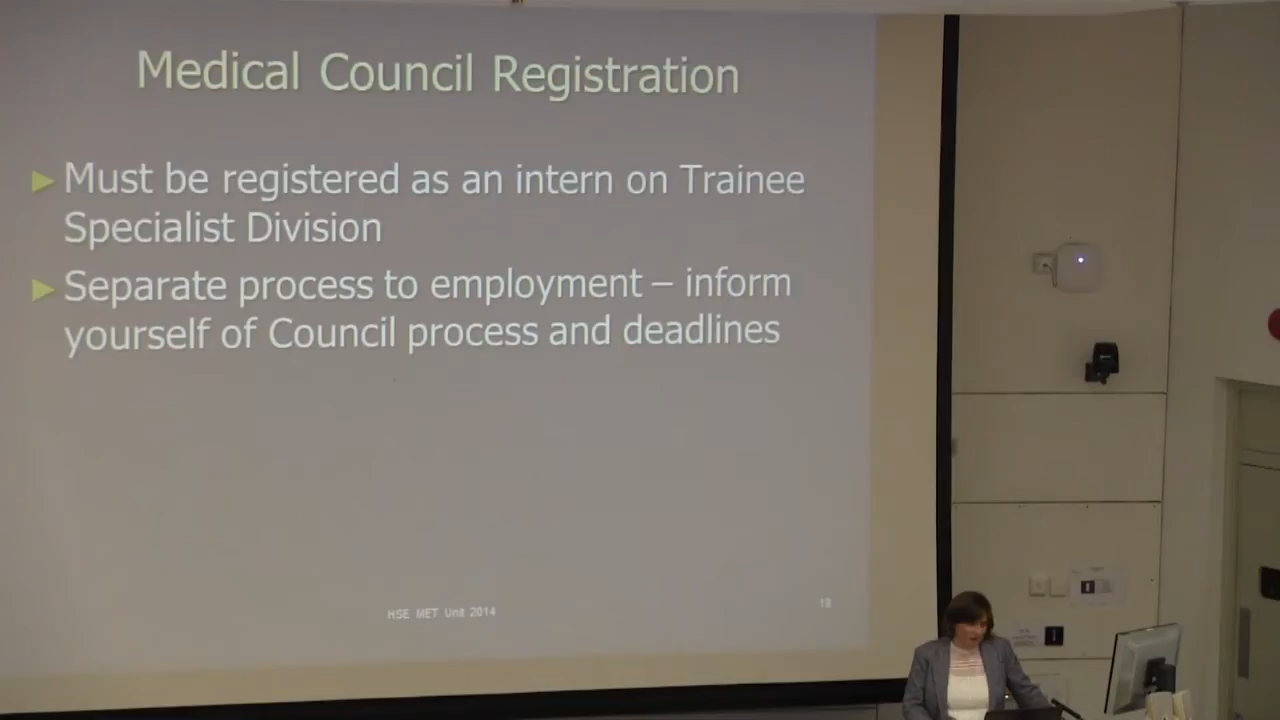 Medical Council Registration
Must be registered as an intern on Trainee
Specialist Division
Separate process to employment – inform
yourself of Council process and deadlines
HSE MET Unit 2014
18